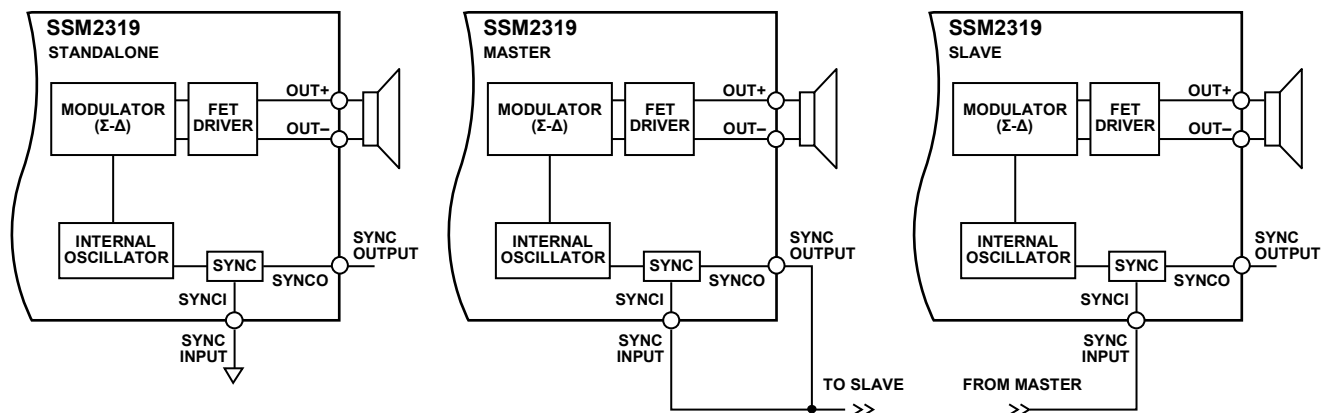 SSM2319
STANDALONE
MODULATOR
(Σ-Δ)
FET
DRIVER
OUT+
OUT–
INTERNAL
OSCILLATOR
SYNC
SYNCO
SYNCI
SYNC
OUTPUT
SYNC
INPUT
SSM2319
MASTER
MODULATOR
(Σ-Δ)
FET
DRIVER
OUT+
OUT–
INTERNAL
OSCILLATOR
SYNC
SYNCO
SYNCI
SYNC
OUTPUT
SYNC
INPUT
TO SLAVE
SSM2319
SLAVE
MODULATOR
(Σ-Δ)
FET
DRIVER
OUT+
OUT–
INTERNAL
OSCILLATOR
SYNC
SYNCO
SYNCI
SYNC
OUTPUT
SYNC
INPUT
FROM MASTER